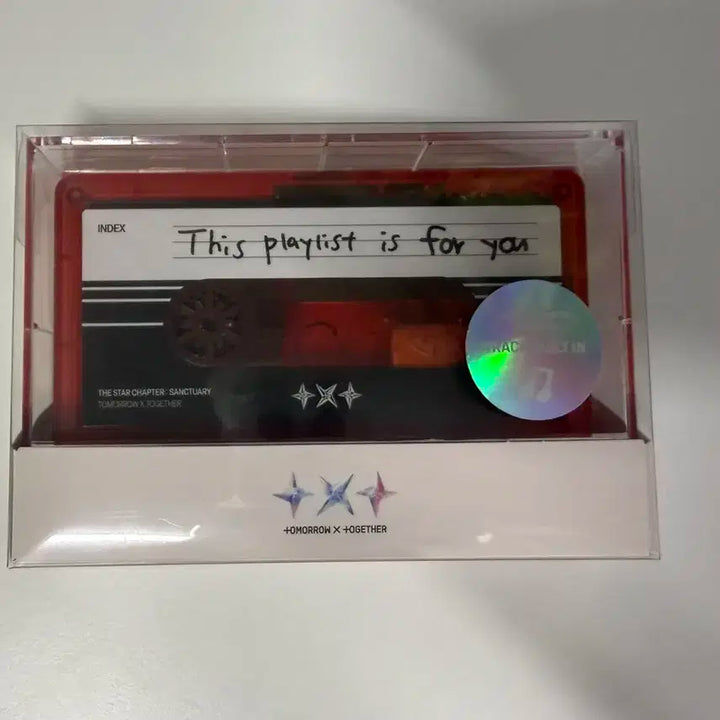 INDEX
This playlist is for you
THE STAR CHAPTER: SANCTUARY
TOMORROW X TOGETHER
TOMORROW X TOGETHER